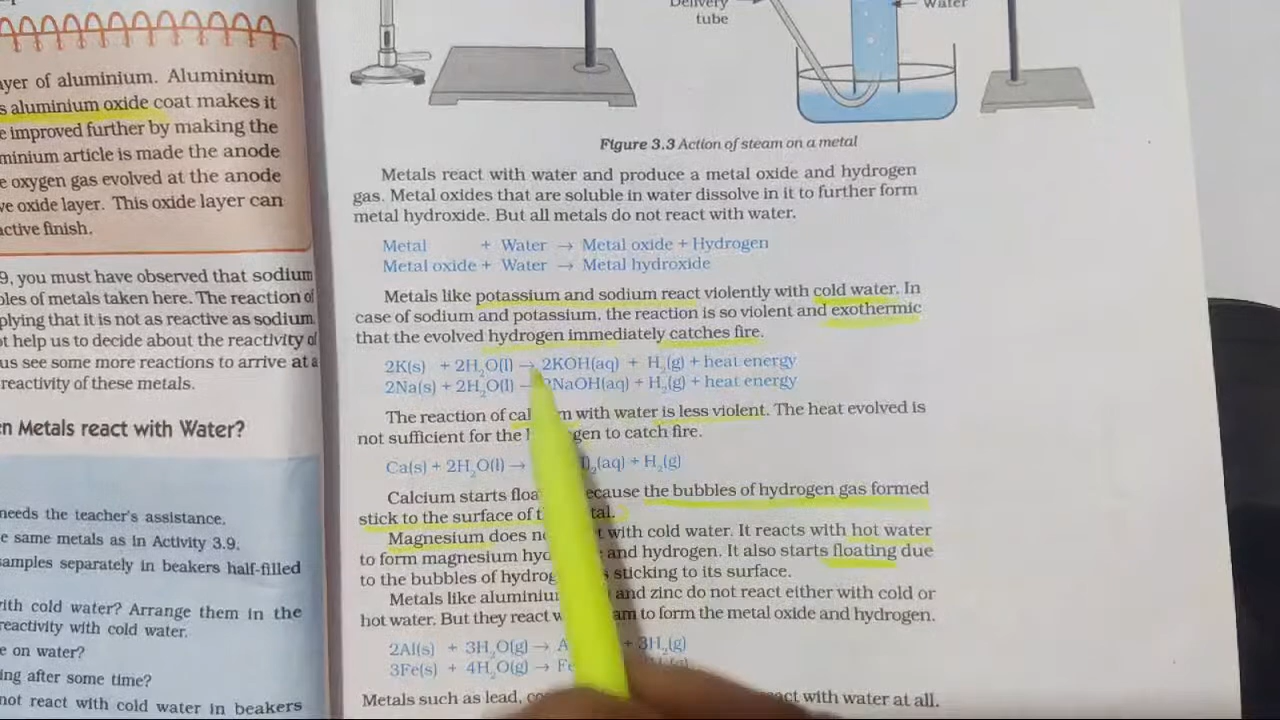 ayer of aluminium. Aluminium
s aluminium oxide coat makes it
e improved further by making the
minium article is made the anode
e oxygen gas evolved at the anode
ve oxide layer. This oxide layer can
active finish.
9, you must have observed that sodium
ples of metals taken here. The reaction of
plying that it is not as reactive as sodium.
ot help us to decide about the reactivity of
us see some more reactions to arrive at a
reactivity of these metals.
en Metals react with Water?
needs the teacher's assistance.
e same metals as in Activity 3.9.
samples separately in beakers half-filled
with cold water? Arrange them in the
reactivity with cold water.
e on water?
ing after some time?
not react with cold water in beakers
Delivery
tube
Water
Figure 3.3 Action of steam on a metal
Metals react with water and produce a metal oxide and hydrogen
gas. Metal oxides that are soluble in water dissolve in it to further form
metal hydroxide. But all metals do not react with water.
Metal + Water → Metal oxide + Hydrogen
Metal oxide + Water → Metal hydroxide
Metals like potassium and sodium react violently with cold water. In
case of sodium and potassium, the reaction is so violent and exothermic
that the evolved hydrogen immediately catches fire.
2K(s) + 2H₂O(l) → 2KOH(aq) + H₂(g) + heat energy
2Na(s) + 2H₂O(l) → 2NaOH(aq) + H₂(g) + heat energy
The reaction of cal m with water is less violent. The heat evolved is
not sufficient for the h gen to catch fire.
Ca(s) + 2H₂O(l) → )₂(aq) + H₂(g)
Calcium starts floa ecause the bubbles of hydrogen gas formed
stick to the surface of t tal.
Magnesium does n t with cold water. It reacts with hot water
to form magnesium hyd and hydrogen. It also starts floating due
to the bubbles of hydrog s sticking to its surface.
Metals like aluminiu and zinc do not react either with cold or
hot water. But they react w am to form the metal oxide and hydrogen.
2Al(s) + 3H₂O(g) → A + 3H₂(g)
3Fe(s) + 4H₂O(g) → Fe
Metals such as lead, co act with water at all.